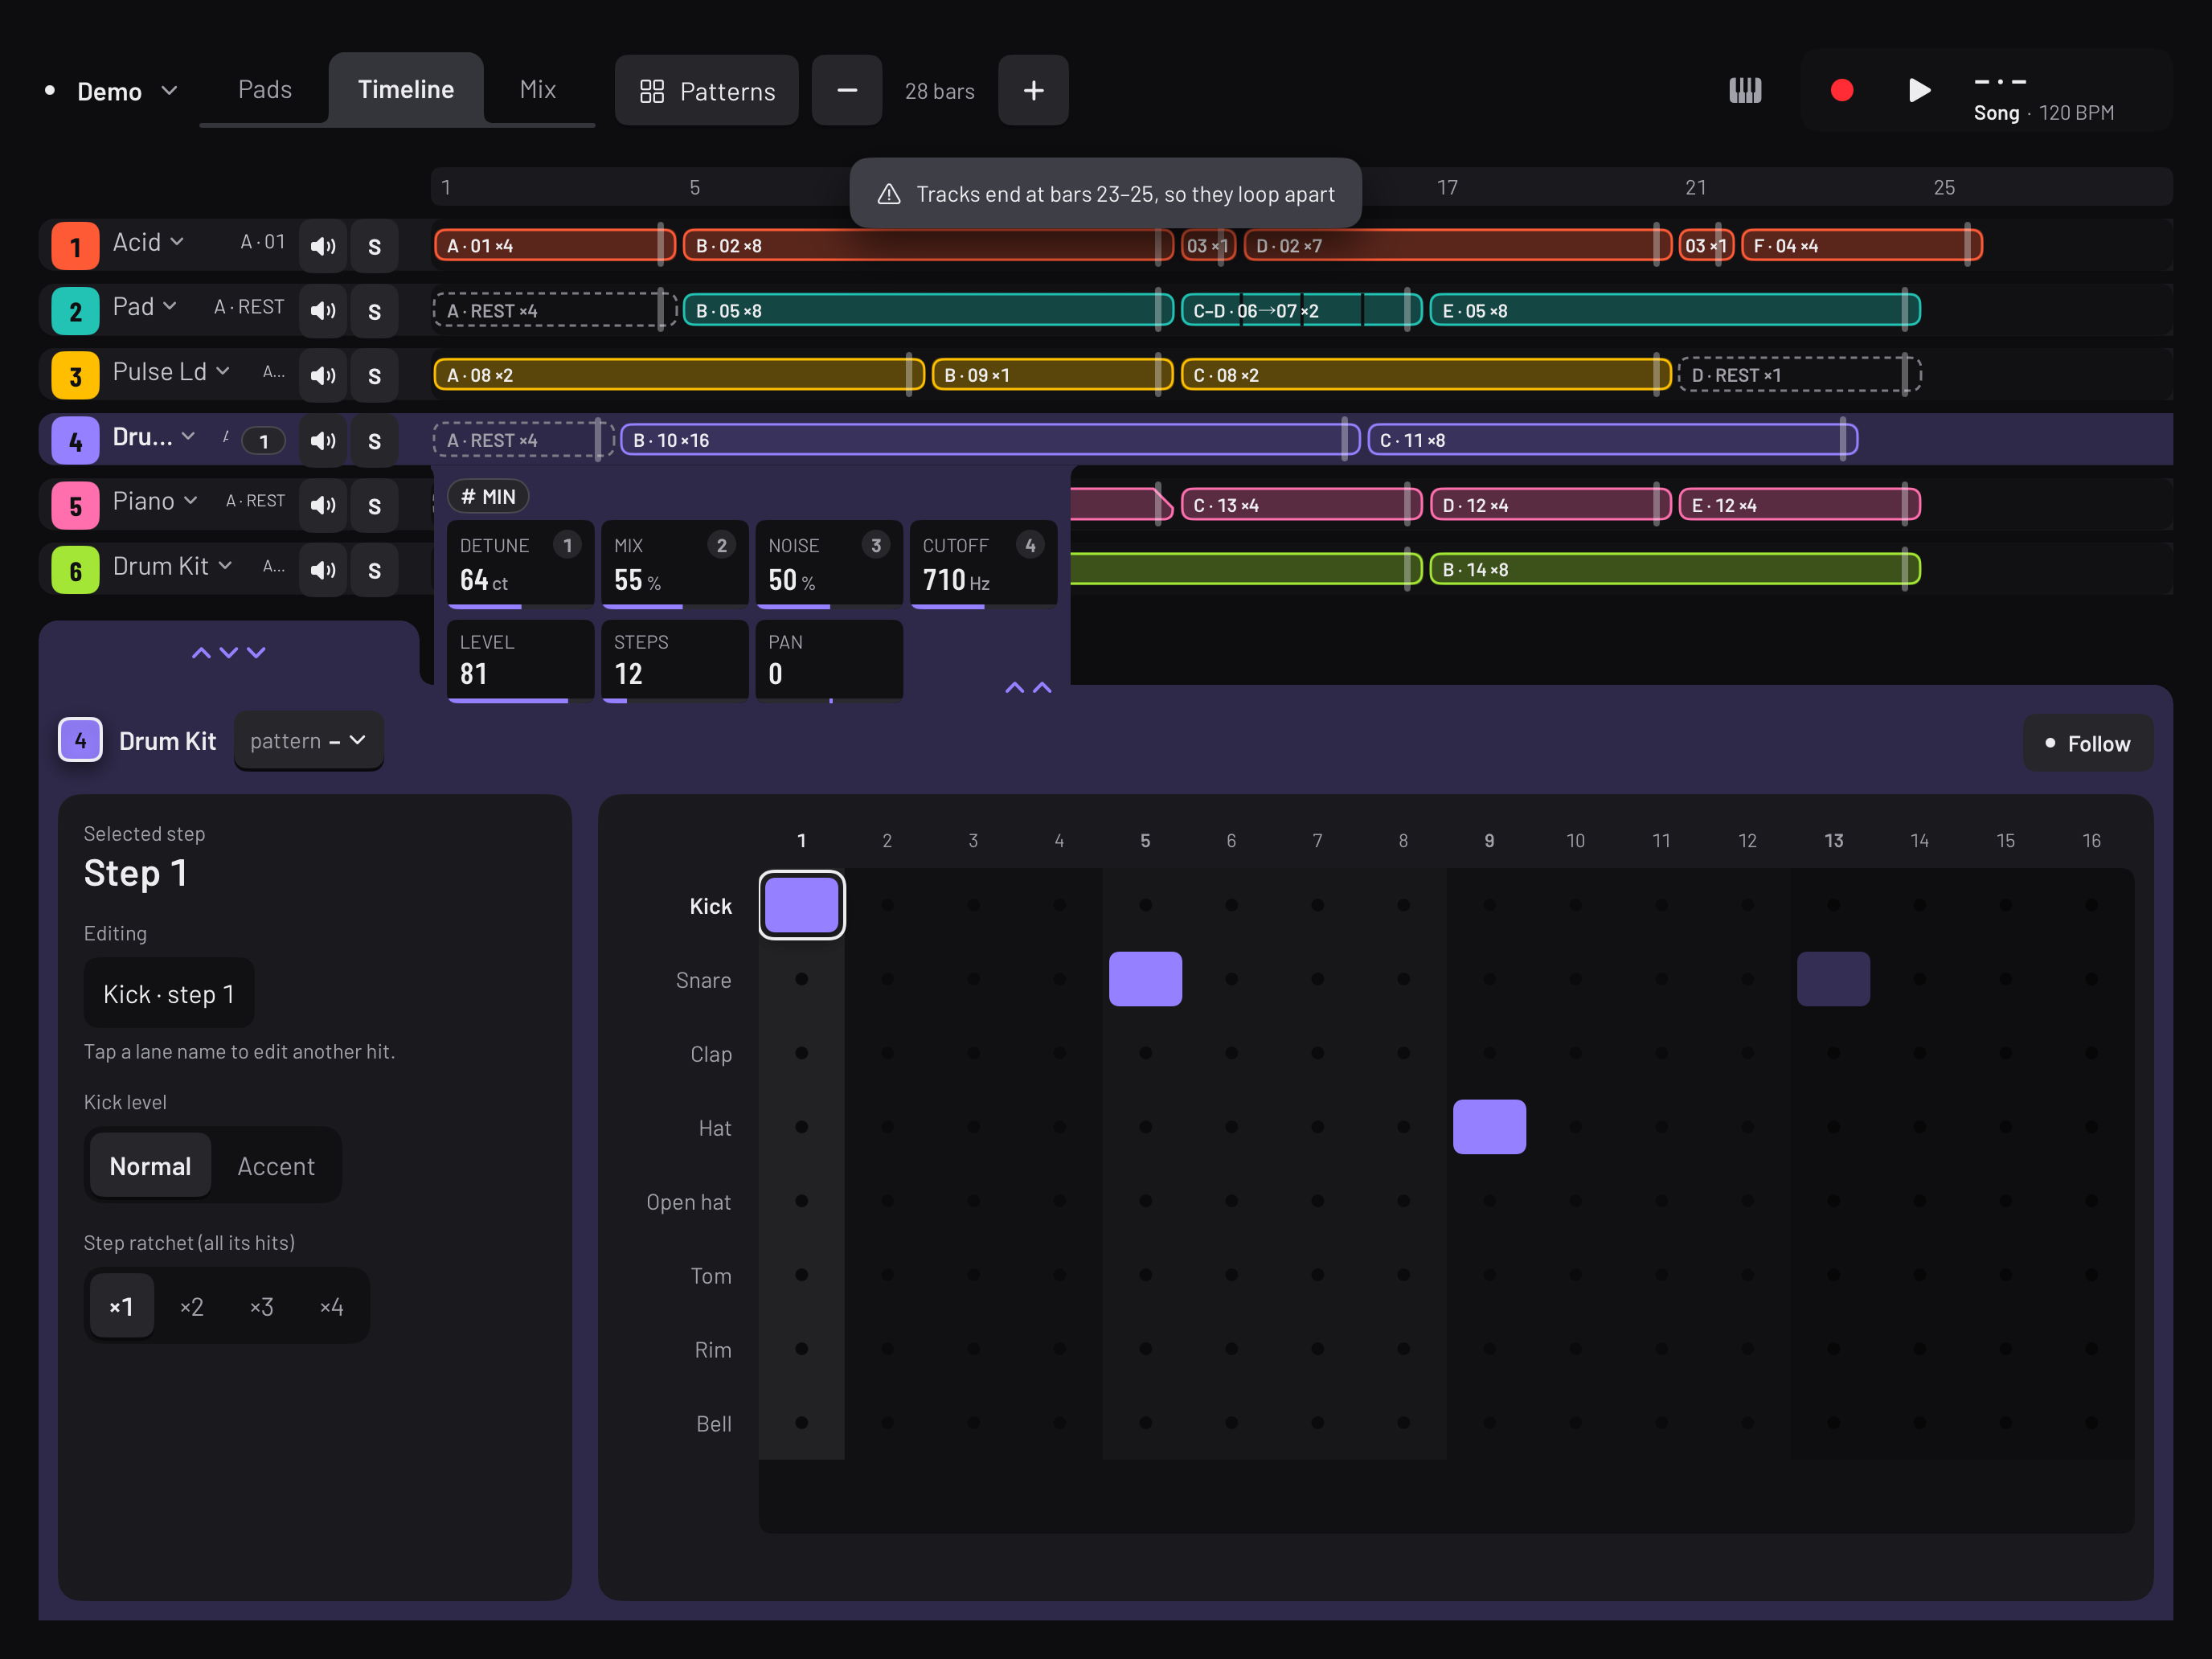 Demo
Pads
Timeline
Mix
Patterns
28 bars
Song · 120 BPM
1 5 17 21 25
Tracks end at bars 23–25, so they loop apart
1 Acid A · 01 S A · 01 ×4 B · 02 ×8 03 ×1 D · 02 ×7 03 ×1 F · 04 ×4
2 Pad A · REST S A · REST ×4 B · 05 ×8 C–D · 06→07 ×2 E · 05 ×8
3 Pulse Ld A... S A · 08 ×2 B · 09 ×1 C · 08 ×2 D · REST ×1
4 Dru... 1 S A · REST ×4 B · 10 ×16 C · 11 ×8
5 Piano A · REST S C · 13 ×4 D · 12 ×4 E · 12 ×4
6 Drum Kit A... S B · 14 ×8
# MIN
DETUNE 1 MIX 2 NOISE 3 CUTOFF 4
64 ct 55 % 50 % 710 Hz
LEVEL STEPS PAN
81 12 0
4 Drum Kit pattern –
Follow
Selected step
Step 1
Editing
Kick · step 1
Tap a lane name to edit another hit.
Kick level
Normal Accent
Step ratchet (all its hits)
×1 ×2 ×3 ×4
1 2 3 4 5 6 7 8 9 10 11 12 13 14 15 16
Kick
Snare
Clap
Hat
Open hat
Tom
Rim
Bell